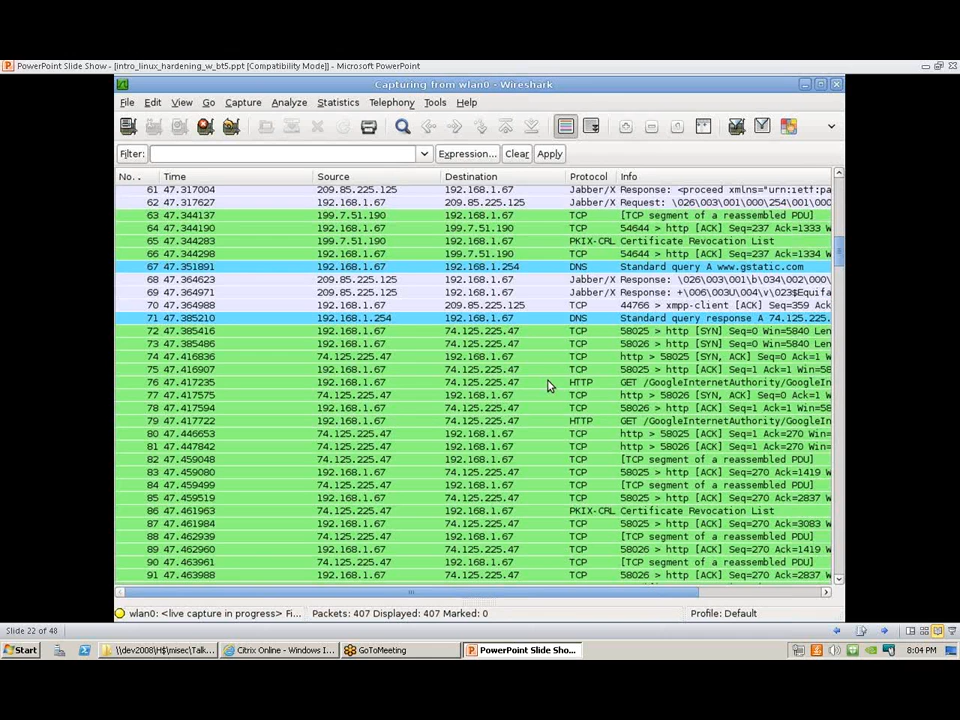 PowerPoint Slide Show - [intro_linux_hardening_w_bt5.ppt [Compatibility Mode]] - Microsoft PowerPoint
Capturing from wlan0 - Wireshark
File Edit View Go Capture Analyze Statistics Telephony Tools Help
Filter: Expression... Clear Apply
No. . Time Source Destination Protocol Info
61 47.317004 209.85.225.125 192.168.1.67 Jabber/X Response: <proceed xmlns="urn:ietf:pa
62 47.317627 192.168.1.67 209.85.225.125 Jabber/X Request: \026\003\001\000\254\001\000
63 47.344137 199.7.51.190 192.168.1.67 TCP [TCP segment of a reassembled PDU]
64 47.344190 192.168.1.67 199.7.51.190 TCP 54644 > http [ACK] Seq=237 Ack=1333 W
65 47.344283 199.7.51.190 192.168.1.67 PKIX-CRL Certificate Revocation List
66 47.344298 192.168.1.67 199.7.51.190 TCP 54644 > http [ACK] Seq=237 Ack=1334 W
67 47.351891 192.168.1.67 192.168.1.254 DNS Standard query A www.gstatic.com
68 47.364623 209.85.225.125 192.168.1.67 Jabber/X Response: \026\003\001\b\034\002\000\
69 47.364971 209.85.225.125 192.168.1.67 Jabber/X Response: +\006\003U\004\v\023$Equifa
70 47.364988 192.168.1.67 209.85.225.125 TCP 44766 > xmpp-client [ACK] Seq=359 Ack
71 47.385210 192.168.1.254 192.168.1.67 DNS Standard query response A 74.125.225.
72 47.385416 192.168.1.67 74.125.225.47 TCP 58025 > http [SYN] Seq=0 Win=5840 Len
73 47.385486 192.168.1.67 74.125.225.47 TCP 58026 > http [SYN] Seq=0 Win=5840 Len
74 47.416836 74.125.225.47 192.168.1.67 TCP http > 58025 [SYN, ACK] Seq=0 Ack=1 W
75 47.416907 192.168.1.67 74.125.225.47 TCP 58025 > http [ACK] Seq=1 Ack=1 Win=58
76 47.417235 192.168.1.67 74.125.225.47 HTTP GET /GoogleInternetAuthority/GoogleIn
77 47.417575 74.125.225.47 192.168.1.67 TCP http > 58026 [SYN, ACK] Seq=0 Ack=1 W
78 47.417594 192.168.1.67 74.125.225.47 TCP 58026 > http [ACK] Seq=1 Ack=1 Win=58
79 47.417722 192.168.1.67 74.125.225.47 HTTP GET /GoogleInternetAuthority/GoogleIn
80 47.446653 74.125.225.47 192.168.1.67 TCP http > 58025 [ACK] Seq=1 Ack=270 Win=
81 47.447842 74.125.225.47 192.168.1.67 TCP http > 58026 [ACK] Seq=1 Ack=270 Win=
82 47.459048 74.125.225.47 192.168.1.67 TCP [TCP segment of a reassembled PDU]
83 47.459080 192.168.1.67 74.125.225.47 TCP 58025 > http [ACK] Seq=270 Ack=1419 W
84 47.459499 74.125.225.47 192.168.1.67 TCP [TCP segment of a reassembled PDU]
85 47.459519 192.168.1.67 74.125.225.47 TCP 58025 > http [ACK] Seq=270 Ack=2837 W
86 47.461963 74.125.225.47 192.168.1.67 PKIX-CRL Certificate Revocation List
87 47.461984 192.168.1.67 74.125.225.47 TCP 58025 > http [ACK] Seq=270 Ack=3083 W
88 47.462939 74.125.225.47 192.168.1.67 TCP [TCP segment of a reassembled PDU]
89 47.462960 192.168.1.67 74.125.225.47 TCP 58026 > http [ACK] Seq=270 Ack=1419 W
90 47.463961 74.125.225.47 192.168.1.67 TCP [TCP segment of a reassembled PDU]
91 47.463988 192.168.1.67 74.125.225.47 TCP 58026 > http [ACK] Seq=270 Ack=2837 W
wlan0: <live capture in progress> Fi... Packets: 407 Displayed: 407 Marked: 0 Profile: Default
Slide 22 of 48
Start \\dev2008\H$\misec\Talk... Citrix Online - Windows I... GoToMeeting PowerPoint Slide Sho... 8:04 PM